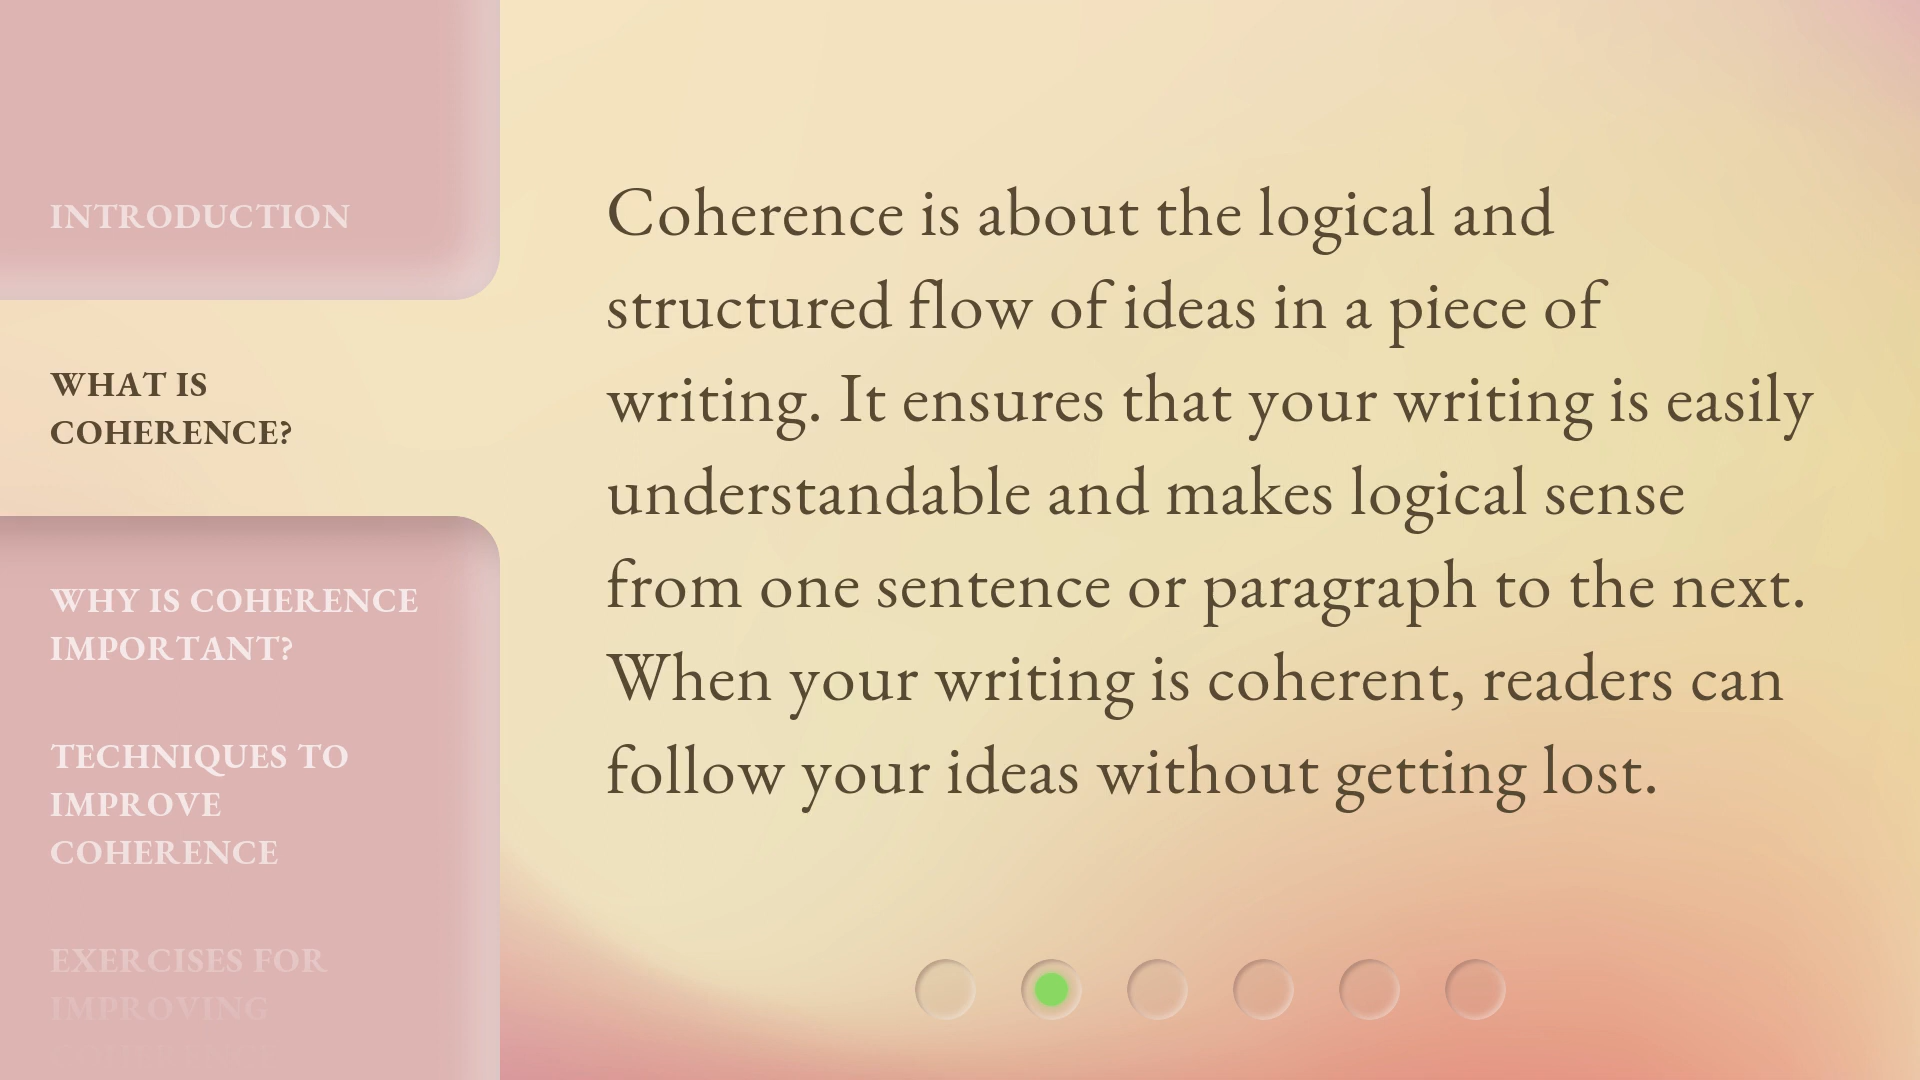 INTRODUCTION
WHAT IS
COHERENCE?
WHY IS COHERENCE
IMPORTANT?
TECHNIQUES TO
IMPROVE
COHERENCE
EXERCISES FOR
IMPROVING
Coherence is about the logical and
structured flow of ideas in a piece of
writing. It ensures that your writing is easily
understandable and makes logical sense
from one sentence or paragraph to the next.
When your writing is coherent, readers can
follow your ideas without getting lost.